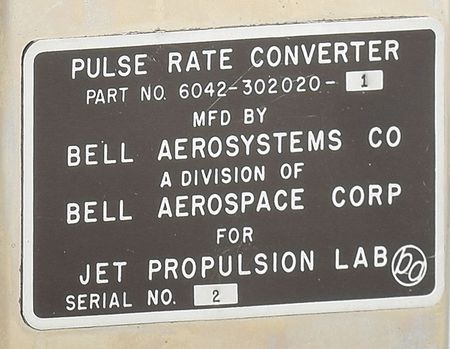 PULSE RATE CONVERTER
PART NO. 6042-302020- 1
MFD BY
BELL AEROSYSTEMS CO
A DIVISION OF
BELL AEROSPACE CORP
FOR
JET PROPULSION LAB
SERIAL NO. 2